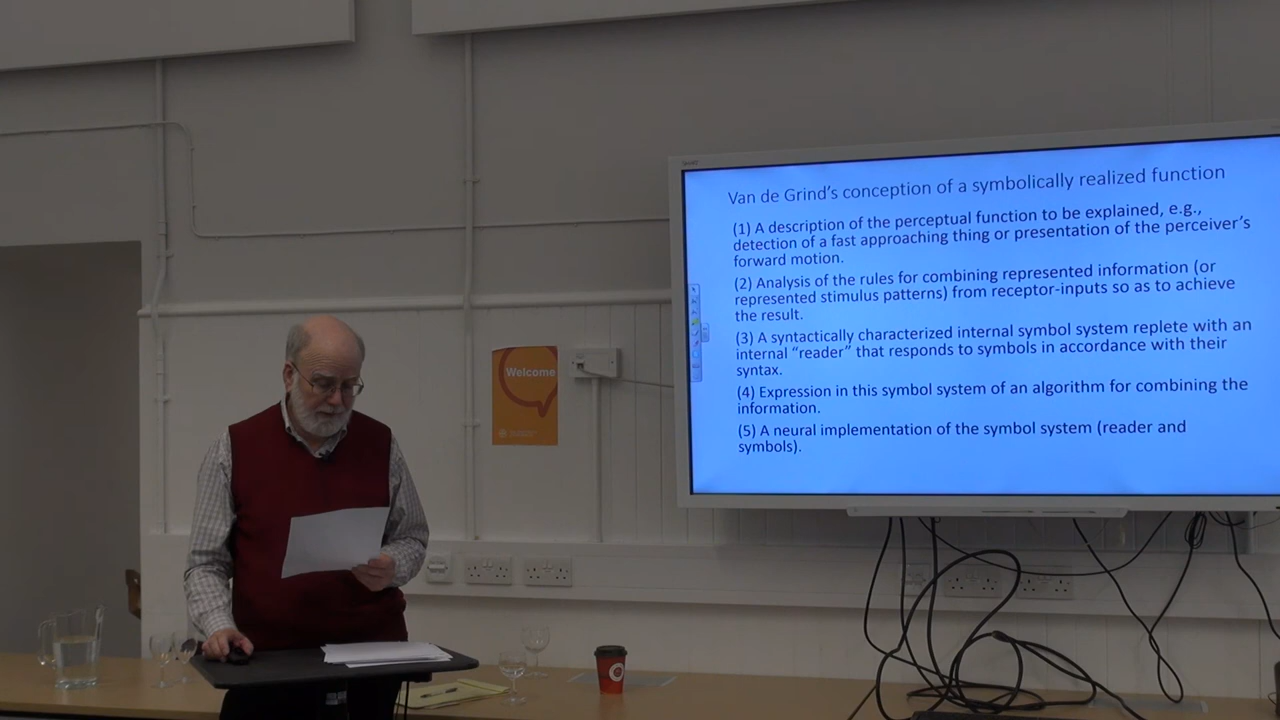 Welcome
Van de Grind's conception of a symbolically realized function
(1) A description of the perceptual function to be explained, e.g.,
detection of a fast approaching thing or presentation of the perceiver's
forward motion.
(2) Analysis of the rules for combining represented information (or
represented stimulus patterns) from receptor-inputs so as to achieve
the result.
(3) A syntactically characterized internal symbol system replete with an
internal “reader” that responds to symbols in accordance with their
syntax.
(4) Expression in this symbol system of an algorithm for combining the
information.
(5) A neural implementation of the symbol system (reader and
symbols).